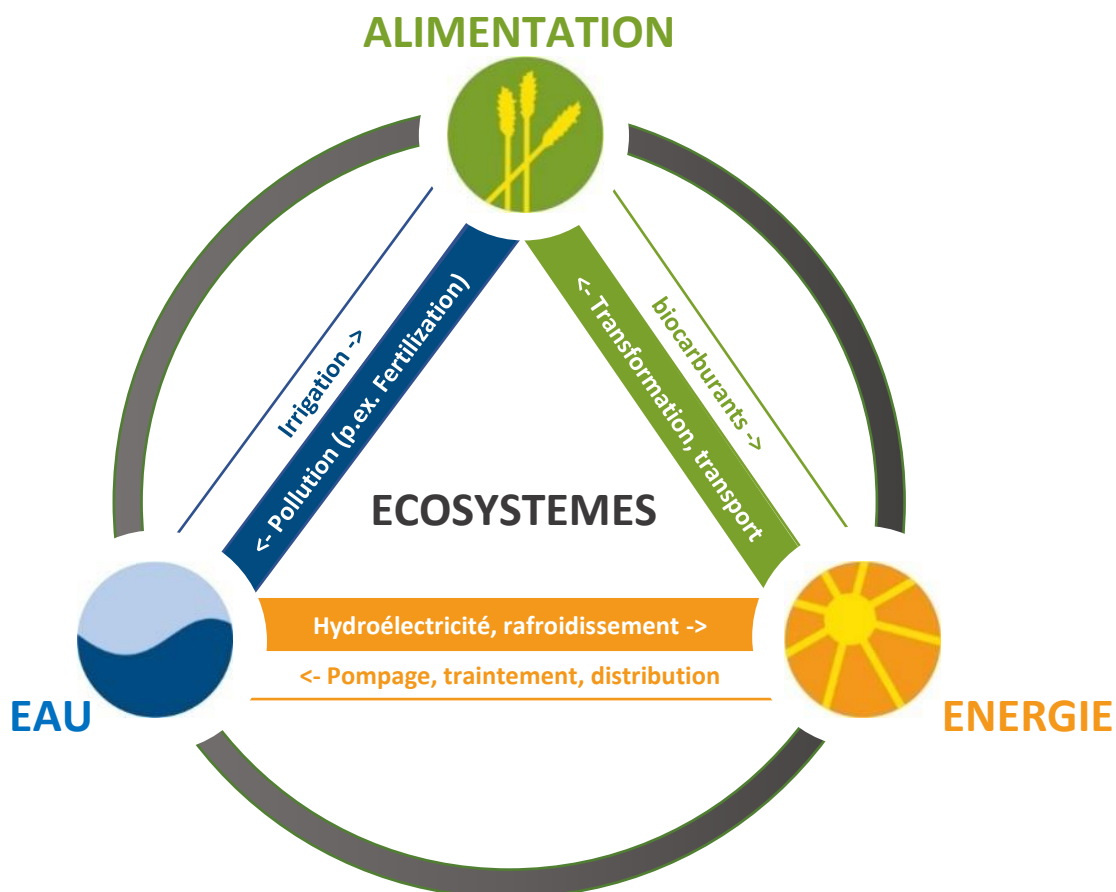 ALIMENTATION
Irrigation ->
<- Pollution (p.ex. Fertilization)
<- Transformation, transport
biocarburants ->
ECOSYSTEMES
Hydroélectricité, rafroidissement ->
<- Pompage, traintement, distribution
EAU
ENERGIE